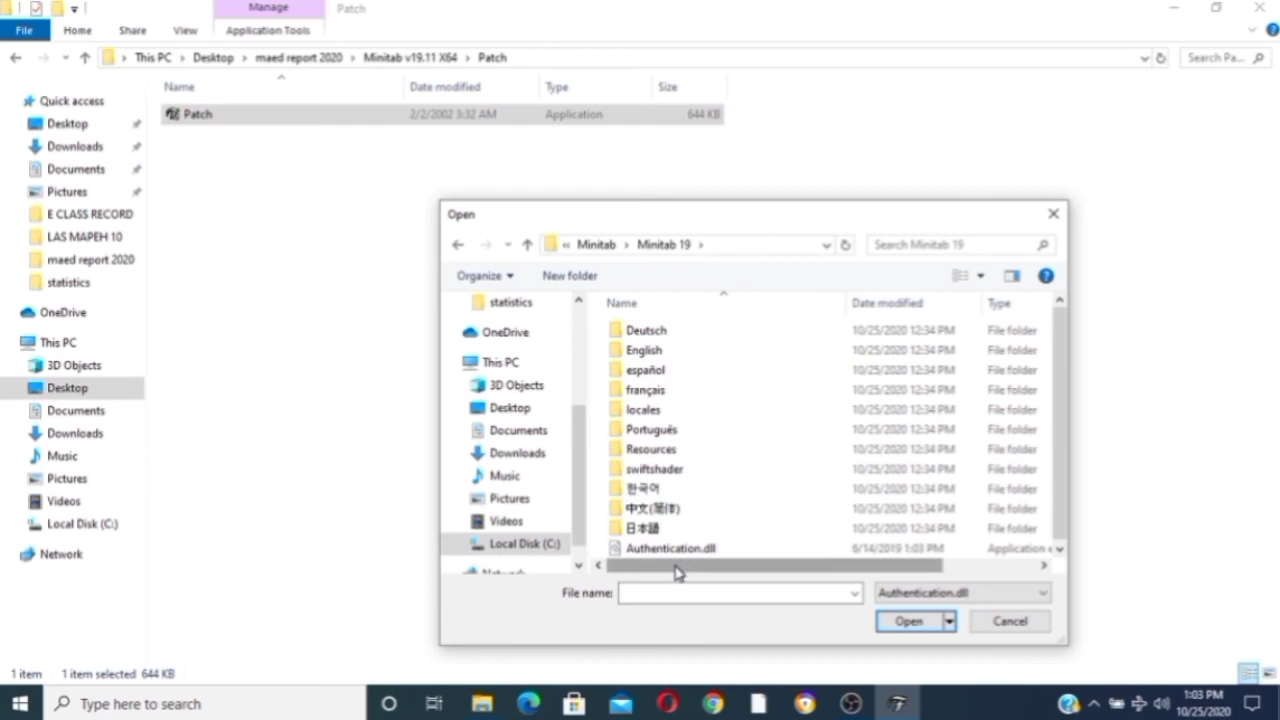 Manage
Patch
File
Home
Share
View
Application Tools
This PC
Desktop
maed report 2020
Minitab v19.11 X64
Patch
Search Pa...
Name
Date modified
Type
Size
Patch
2/2/2002 3:32 AM
Application
644 KB
Quick access
Desktop
Downloads
Documents
Pictures
E CLASS RECORD
LAS MAPEH 10
maed report 2020
statistics
OneDrive
This PC
3D Objects
Desktop
Documents
Downloads
Music
Pictures
Videos
Local Disk (C:)
Network
Open
« Minitab
Minitab 19
Search Minitab 19
Organize
New folder
statistics
OneDrive
This PC
3D Objects
Desktop
Documents
Downloads
Music
Pictures
Videos
Local Disk (C:)
Name
Date modified
Type
Deutsch 10/25/2020 12:34 PM File folder
English 10/25/2020 12:34 PM File folder
español 10/25/2020 12:34 PM File folder
français 10/25/2020 12:34 PM File folder
locales 10/25/2020 12:34 PM File folder
Português 10/25/2020 12:34 PM File folder
Resources 10/25/2020 12:34 PM File folder
swiftshader 10/25/2020 12:34 PM File folder
한국어 10/25/2020 12:34 PM File folder
中文(简体) 10/25/2020 12:34 PM File folder
日本語 10/25/2020 12:34 PM File folder
Authentication.dll 6/14/2019 1:03 PM Application e
File name:
Authentication.dll
Open
Cancel
1 item
1 item selected 644 KB
Type here to search
1:03 PM
10/25/2020